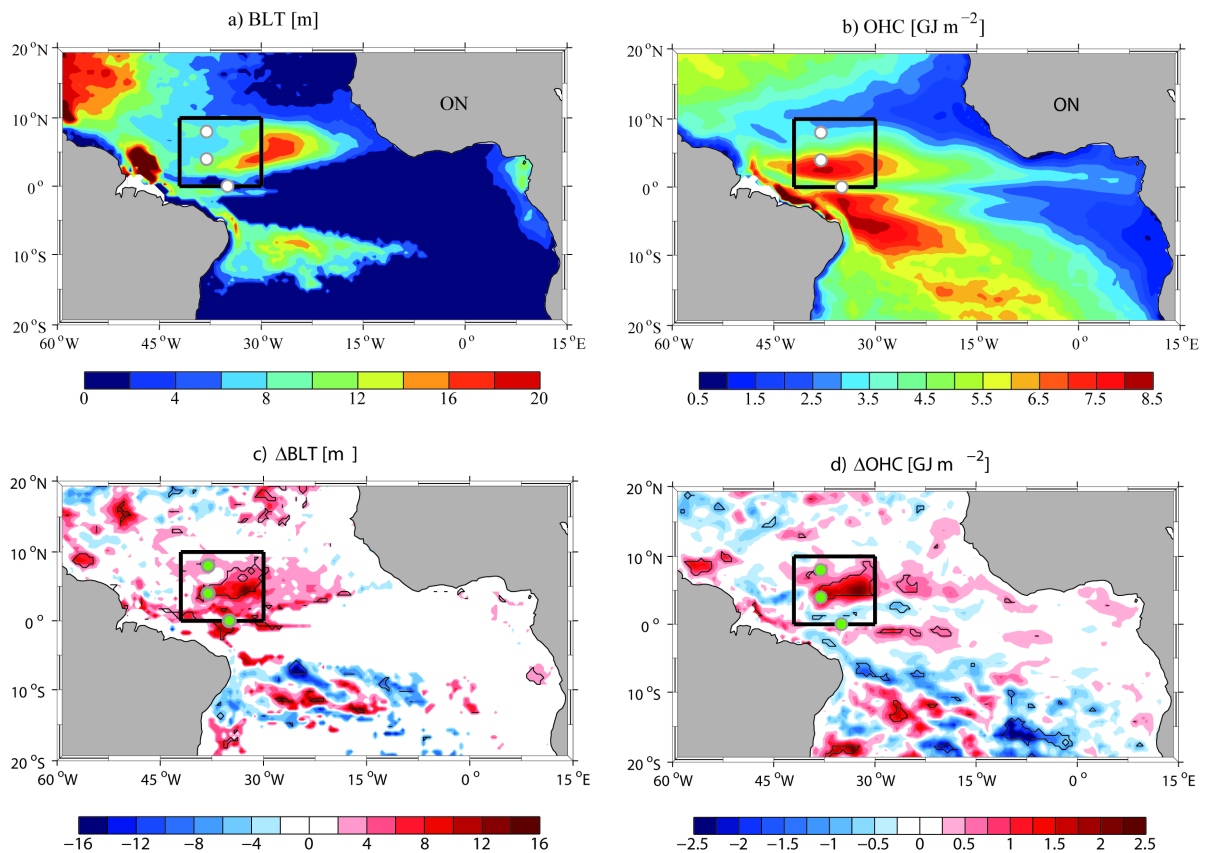 a) BLT [m]
b) OHC [GJ m⁻²]
20°N
10°N
0°
10°S
20°S
ON
60°W 45°W 30°W 15°W 0° 15°E
0 4 8 12 16 20
20°N
10°N
0°
10°S
20°S
ON
60°W 45°W 30°W 15°W 0° 15°E
0.5 1.5 2.5 3.5 4.5 5.5 6.5 7.5 8.5
c) ΔBLT [m ]
d) ΔOHC [GJ m ⁻²]
20°N
10°N
0°
10°S
20°S
60°W 45°W 30°W 15°W 0° 15°E
−16 −12 −8 −4 0 4 8 12 16
20°N
10°N
0°
10°S
20°S
60°W 45°W 30°W 15°W 0° 15°E
−2.5 −2 −1.5 −1 −0.5 0 0.5 1 1.5 2 2.5